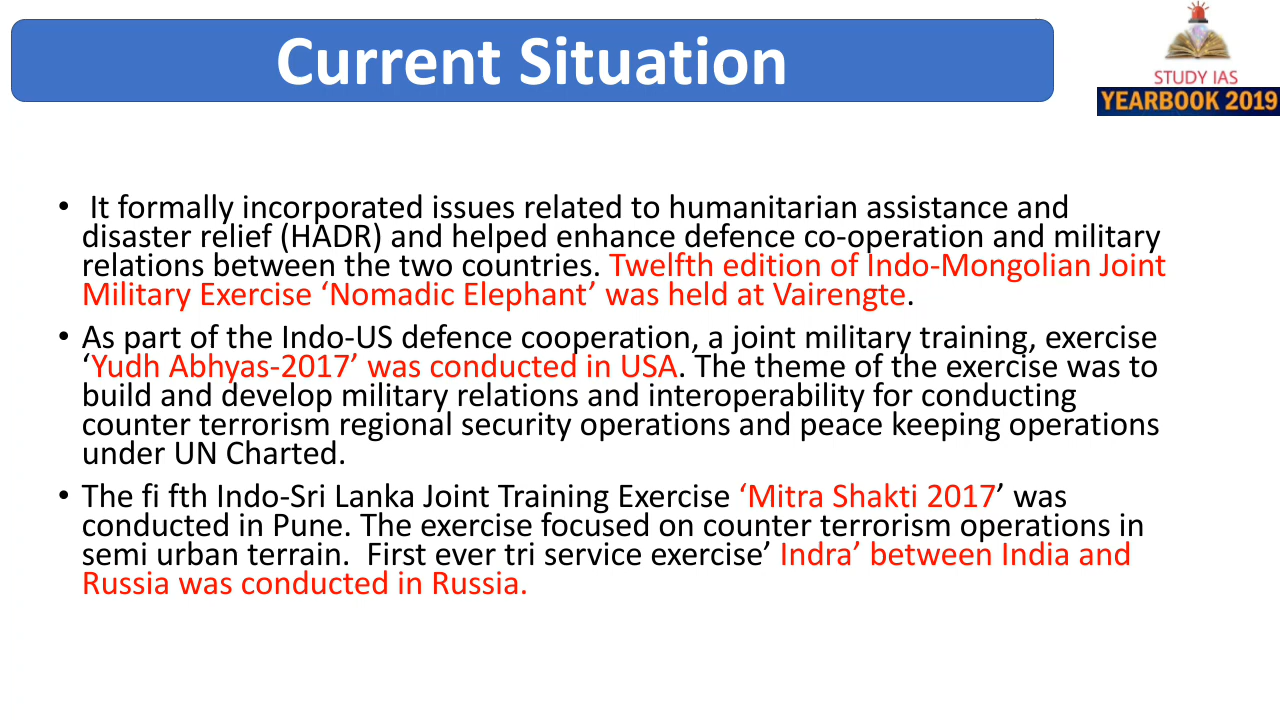 Current Situation
STUDY IAS
YEARBOOK 2019
• It formally incorporated issues related to humanitarian assistance and
disaster relief (HADR) and helped enhance defence co-operation and military
relations between the two countries. Twelfth edition of Indo-Mongolian Joint
Military Exercise ‘Nomadic Elephant’ was held at Vairengte.
• As part of the Indo-US defence cooperation, a joint military training, exercise
‘Yudh Abhyas-2017’ was conducted in USA. The theme of the exercise was to
build and develop military relations and interoperability for conducting
counter terrorism regional security operations and peace keeping operations
under UN Charted.
• The fi fth Indo-Sri Lanka Joint Training Exercise ‘Mitra Shakti 2017’ was
conducted in Pune. The exercise focused on counter terrorism operations in
semi urban terrain.  First ever tri service exercise’ Indra’ between India and
Russia was conducted in Russia.